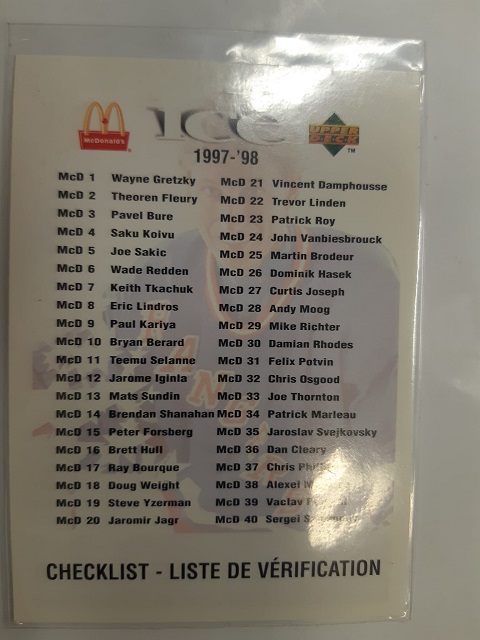 McDonald's
ICE
UPPER DECK
TM
1997-'98
McD 1 Wayne Gretzky
McD 2 Theoren Fleury
McD 3 Pavel Bure
McD 4 Saku Koivu
McD 5 Joe Sakic
McD 6 Wade Redden
McD 7 Keith Tkachuk
McD 8 Eric Lindros
McD 9 Paul Kariya
McD 10 Bryan Berard
McD 11 Teemu Selanne
McD 12 Jarome Iginla
McD 13 Mats Sundin
McD 14 Brendan Shanahan
McD 15 Peter Forsberg
McD 16 Brett Hull
McD 17 Ray Bourque
McD 18 Doug Weight
McD 19 Steve Yzerman
McD 20 Jaromir Jagr
McD 21 Vincent Damphousse
McD 22 Trevor Linden
McD 23 Patrick Roy
McD 24 John Vanbiesbrouck
McD 25 Martin Brodeur
McD 26 Dominik Hasek
McD 27 Curtis Joseph
McD 28 Andy Moog
McD 29 Mike Richter
McD 30 Damian Rhodes
McD 31 Felix Potvin
McD 32 Chris Osgood
McD 33 Joe Thornton
McD 34 Patrick Marleau
McD 35 Jaroslav Svejkovsky
McD 36 Dan Cleary
McD 37 Chris
McD 38 Alexei
McD 39 Vaclav
McD 40 Sergei
CHECKLIST - LISTE DE VÉRIFICATION